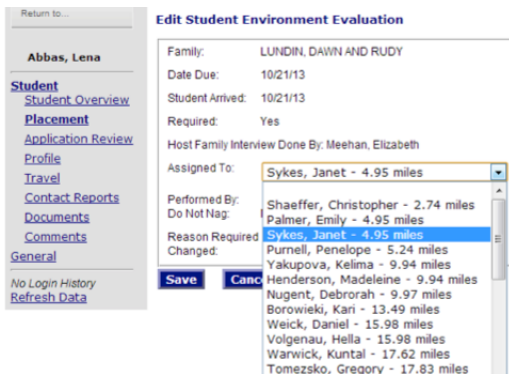 Return to...
Abbas, Lena
Student
Student Overview
Placement
Application Review
Profile
Travel
Contact Reports
Documents
Comments
General
No Login History
Refresh Data
Edit Student Environment Evaluation
Family: LUNDIN, DAWN AND RUDY
Date Due: 10/21/13
Student Arrived: 10/21/13
Required: Yes
Host Family Interview Done By: Meehan, Elizabeth
Assigned To: Sykes, Janet - 4.95 miles
Performed By:
Do Not Nag:
Reason Required
Changed:
Shaeffer, Christopher - 2.74 miles
Palmer, Emily - 4.95 miles
Sykes, Janet - 4.95 miles
Purnell, Penelope - 5.24 miles
Yakupova, Kelima - 9.94 miles
Henderson, Madeleine - 9.94 miles
Nugent, Debrorah - 9.97 miles
Borowieki, Kari - 13.49 miles
Weick, Daniel - 15.98 miles
Volgenau, Hella - 15.98 miles
Warwick, Kuntal - 17.62 miles
Tomezsko, Gregory - 17.83 miles
Save